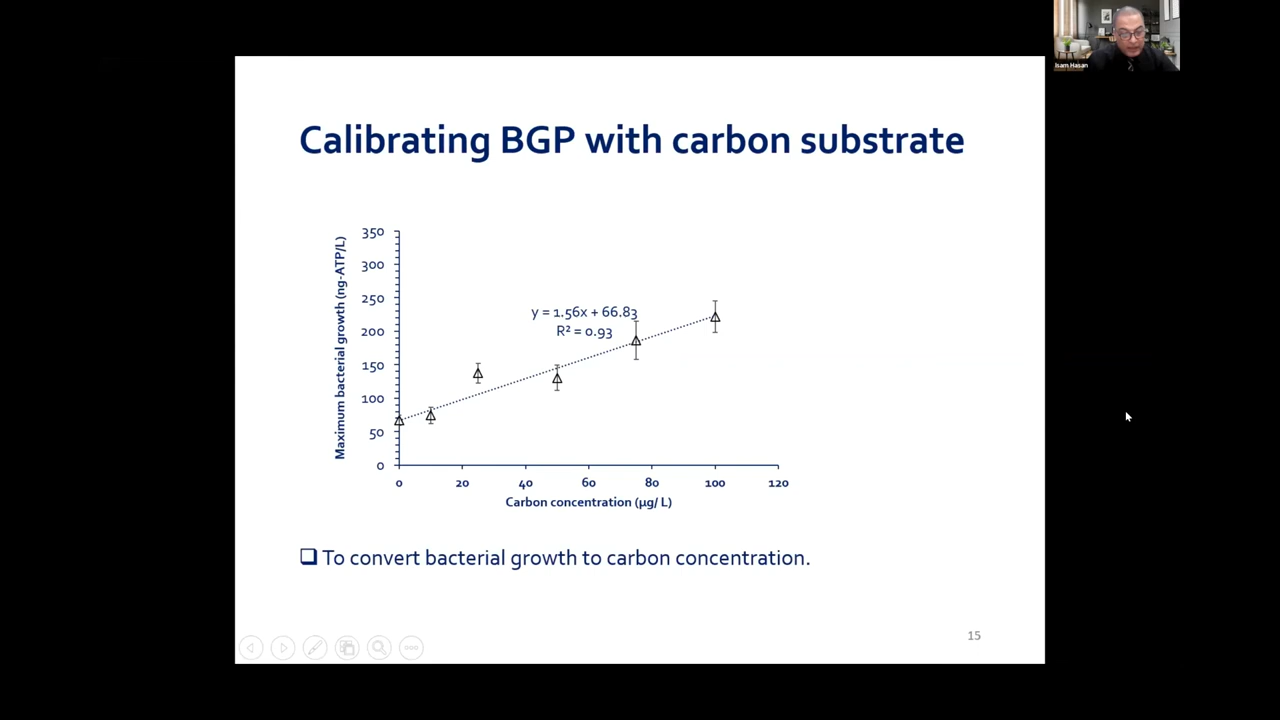 Isam Hasan
Calibrating BGP with carbon substrate
Maximum bacterial growth (ng-ATP/L)
350
300
250
200
150
100
50
0
y = 1.56x + 66.83
R² = 0.93
0 20 40 60 80 100 120
Carbon concentration (µg/ L)
❑ To convert bacterial growth to carbon concentration.
15